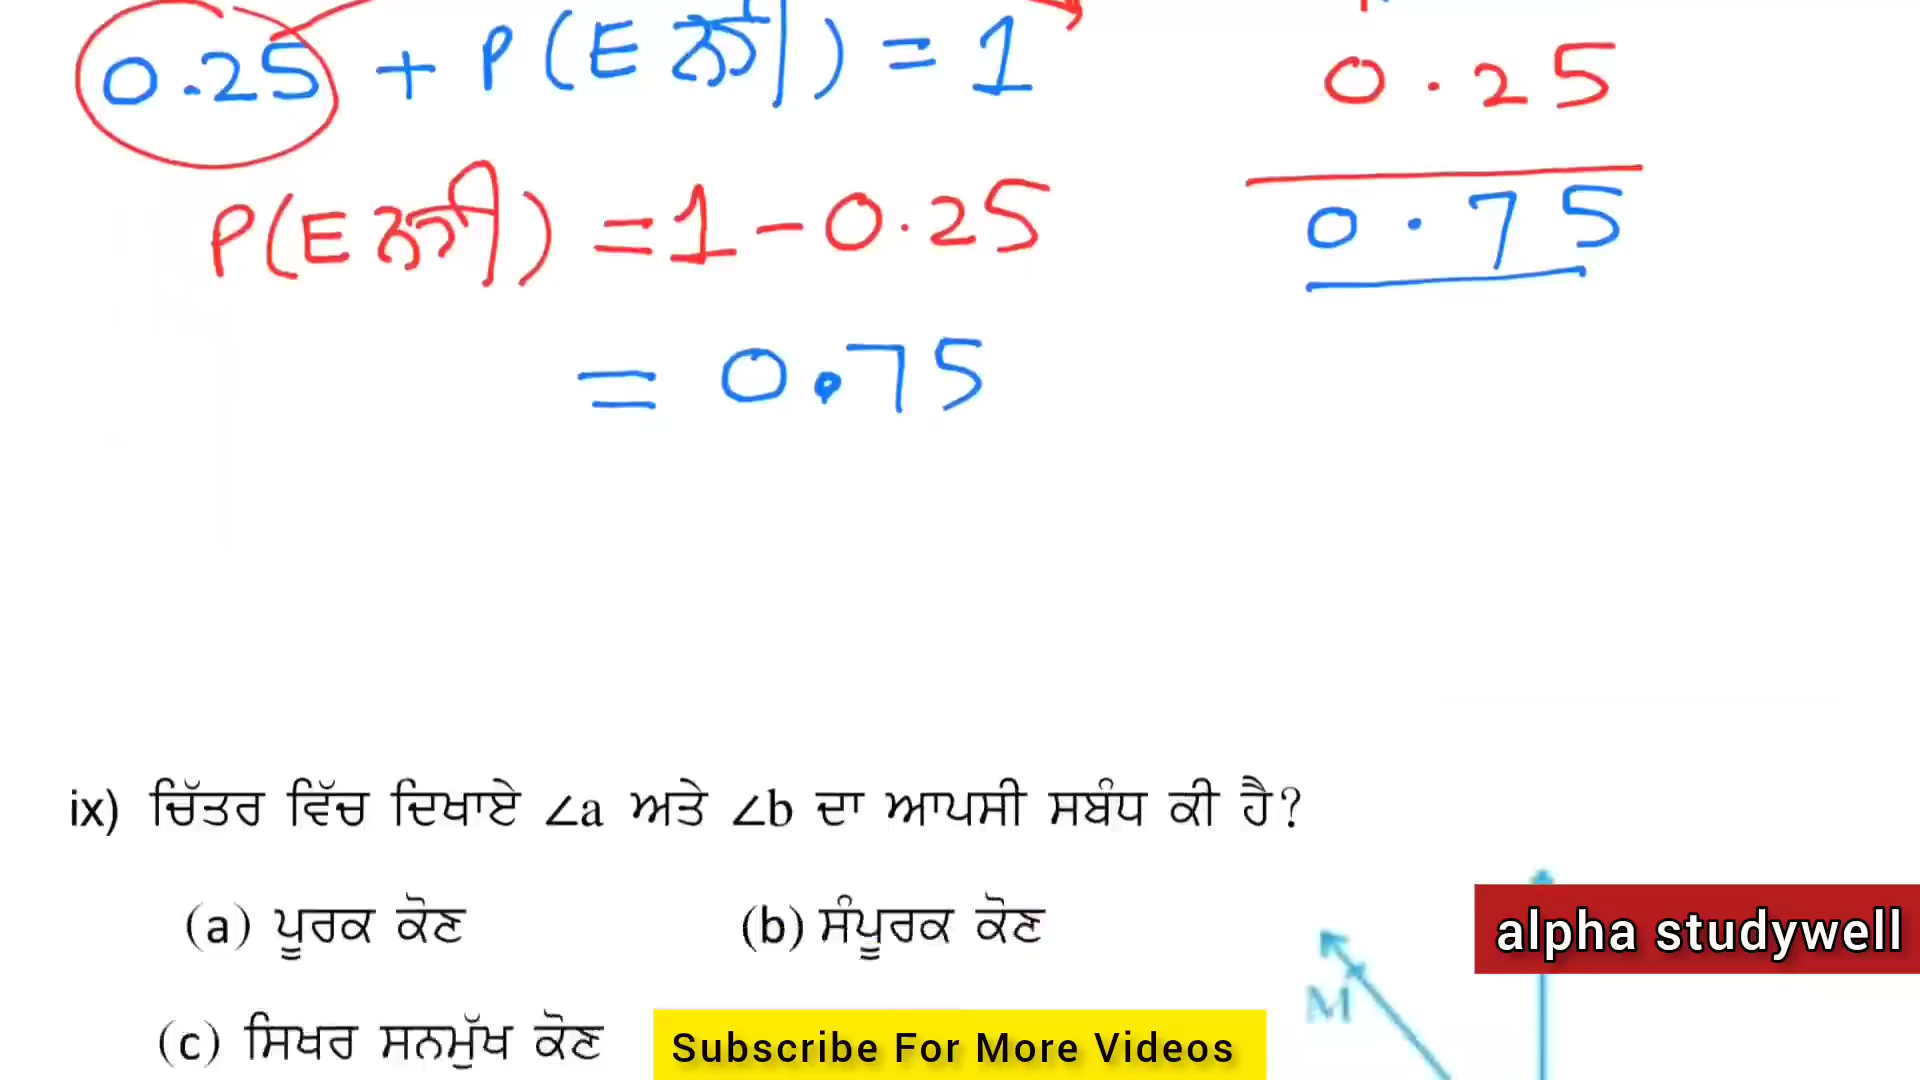 0.25 + P(E ਨਹੀਂ) = 1
0.25
P(E ਨਹੀਂ) = 1 - 0.25
0.75
= 0.75
ix) ਚਿੱਤਰ ਵਿੱਚ ਦਿਖਾਏ ∠a ਅਤੇ ∠b ਦਾ ਆਪਸੀ ਸਬੰਧ ਕੀ ਹੈ?
(a) ਪੂਰਕ ਕੋਣ
(b) ਸੰਪੂਰਕ ਕੋਣ
alpha studywell
M
(c) ਸਿਖਰ ਸਨਮੁੱਖ ਕੋਣ
Subscribe For More Videos